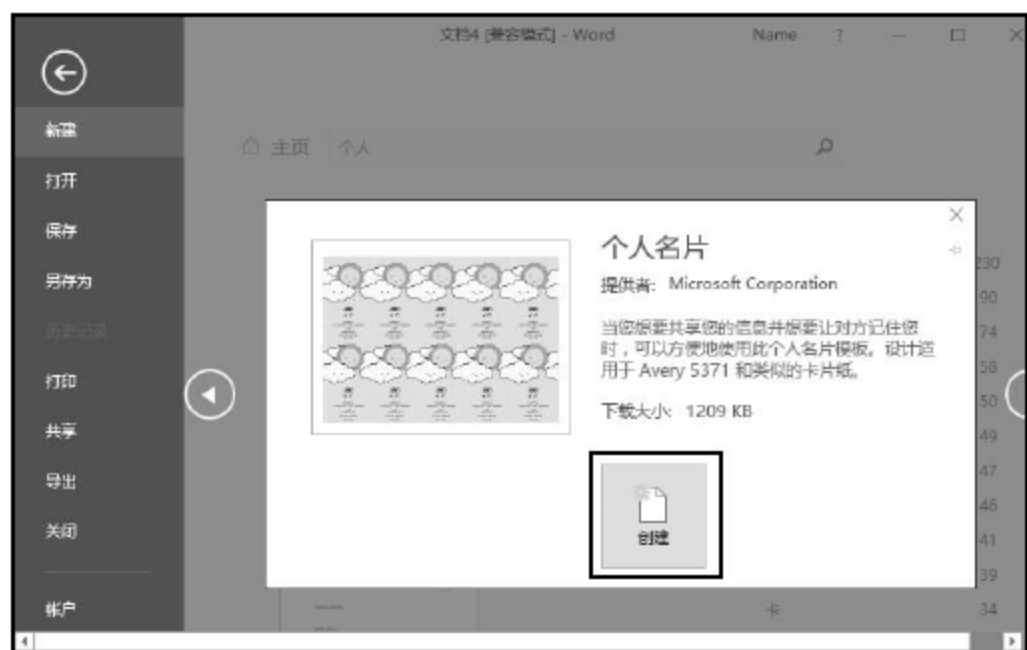 文档4 [兼容模式] - Word
Name
?
新建
主页
个人
打开
保存
另存为
历史记录
打印
共享
导出
关闭
帐户
个人名片
提供者: Microsoft Corporation
当您想要共享您的信息并想要让对方记住您
时，可以方便地使用此个人名片模板。设计适
用于 Avery 5371 和类似的卡片纸。
下载大小: 1209 KB
创建
230
90
74
58
50
49
47
46
41
39
卡
34